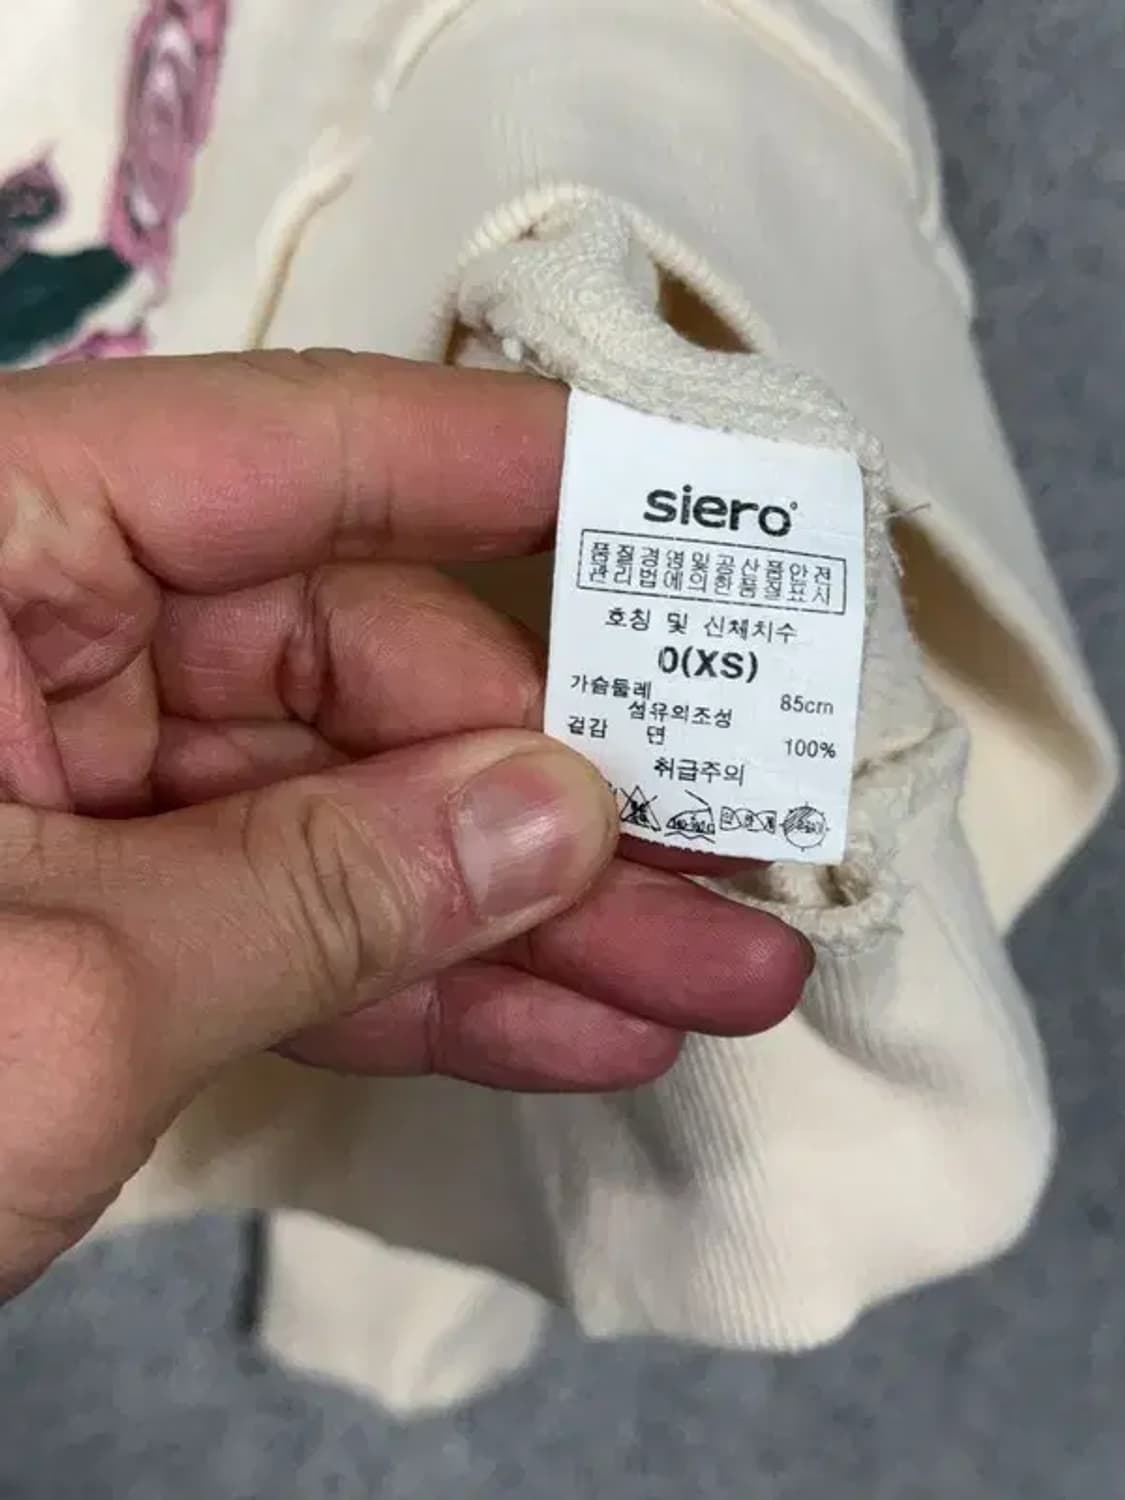 siero
품질경영및공산품안전
관리법에의한품질표시
호칭 및 신체치수
0(XS)
가슴둘레 85cm
섬유의조성
겉감 면 100%
취급주의